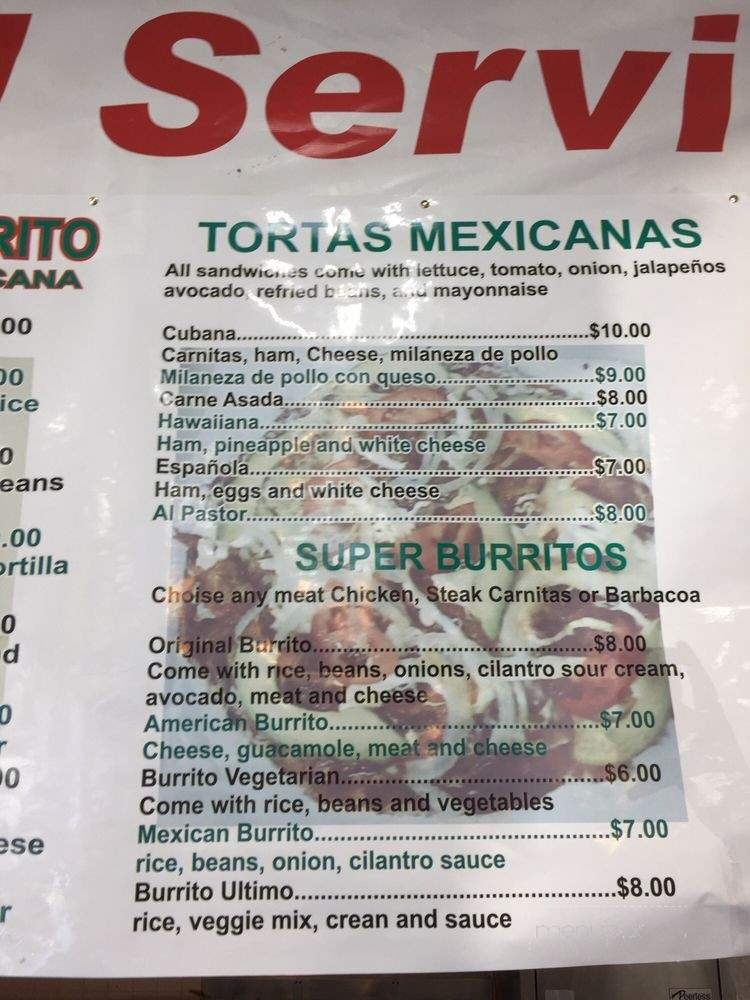 Servi
RITO
CANA
00
00
ice
0
eans
.00
ortilla
0
d
0
r
00
ese
r
TORTAS MEXICANAS
All sandwiches come with lettuce, tomato, onion, jalapeños
avocado, refried beans, and mayonnaise
Cubana..............................................$10.00
Carnitas, ham, Cheese, milaneza de pollo
Milaneza de pollo con queso....................$9.00
Carne Asada.......................................$8.00
Hawaiiana..........................................$7.00
Ham, pineapple and white cheese
Española............................................$7.00
Ham, eggs and white cheese
Al Pastor............................................$8.00
SUPER BURRITOS
Choise any meat Chicken, Steak Carnitas or Barbacoa
Original Burrito...................................$8.00
Come with rice, beans, onions, cilantro sour cream,
avocado, meat and cheese
American Burrito..................................$7.00
Cheese, guacamole, meat and cheese
Burrito Vegetarian................................$6.00
Come with rice, beans and vegetables
Mexican Burrito....................................$7.00
rice, beans, onion, cilantro sauce
Burrito Ultimo......................................$8.00
rice, veggie mix, crean and sauce
Peerless